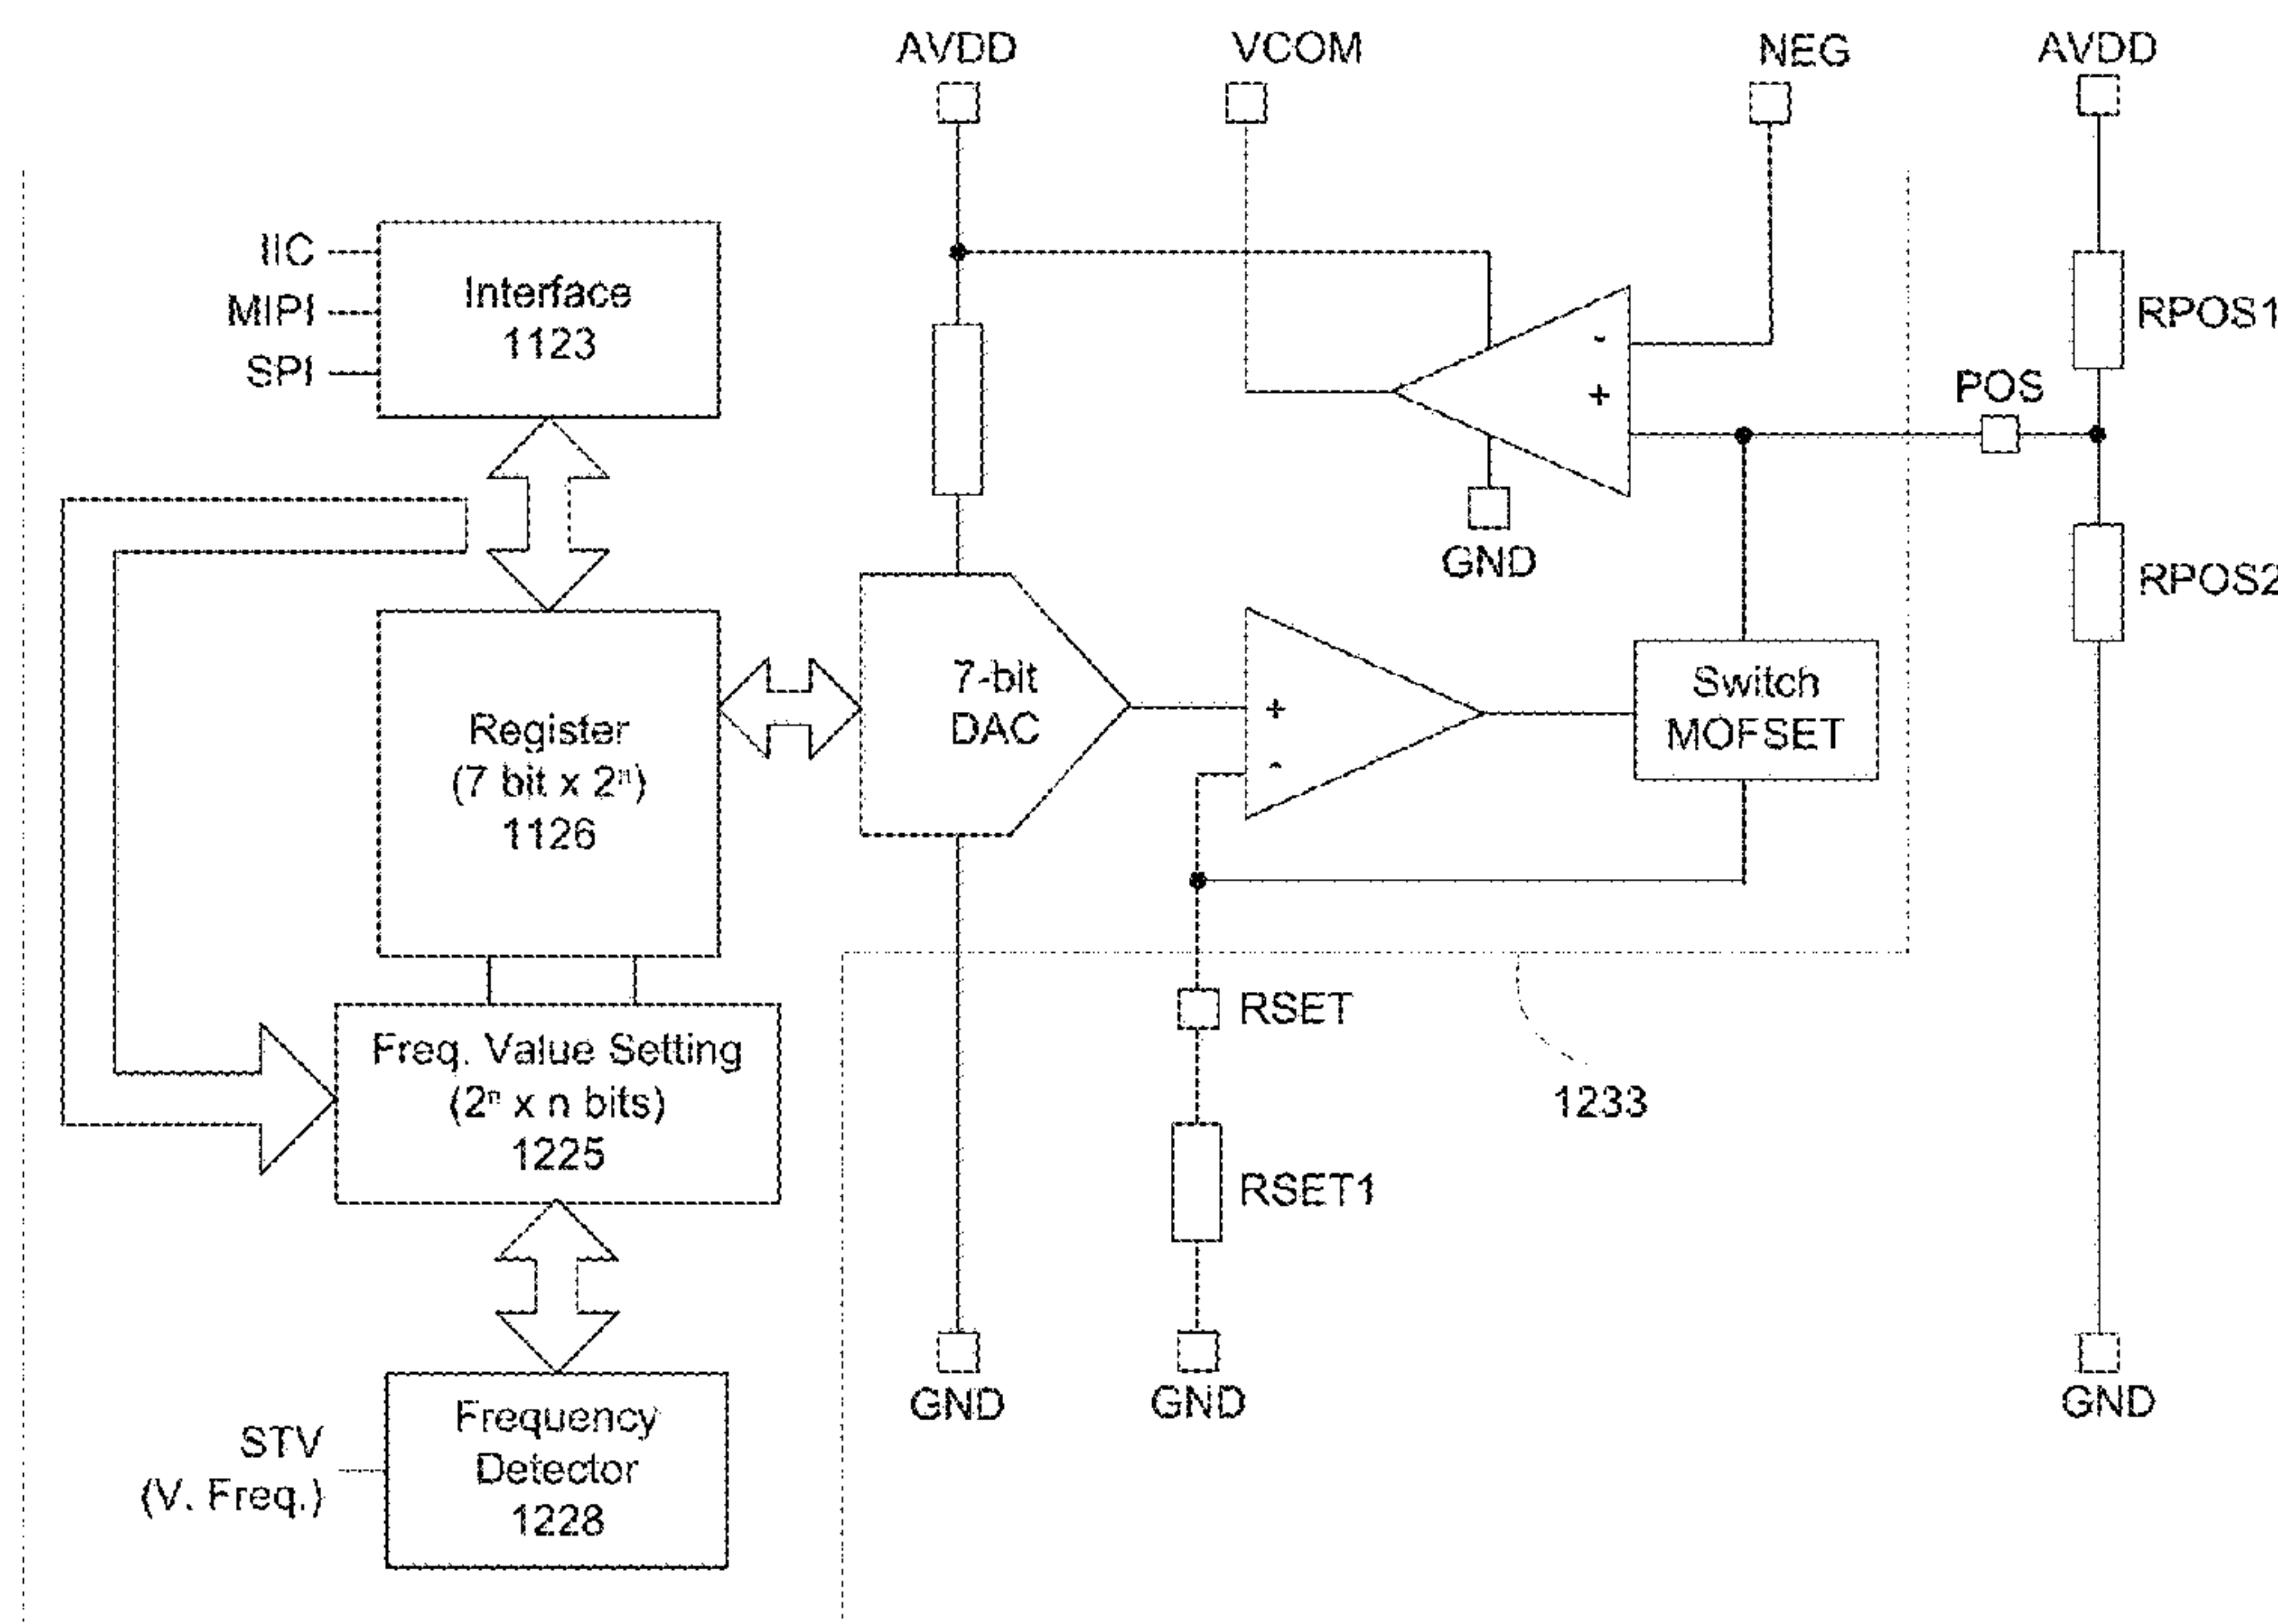 AVDD
VCOM
NEG
AVDD
IIC
MIPI
SPI
Interface
1123
-
+
POS
RPOS1
GND
RPOS2
7-bit
DAC
+
-
Switch
MOFSET
Register
(7 bit x 2ⁿ)
1126
RSET
Freq. Value Setting
(2ⁿ x n bits)
1225
1233
RSET1
GND
GND
GND
STV
(V. Freq.)
Frequency
Detector
1228